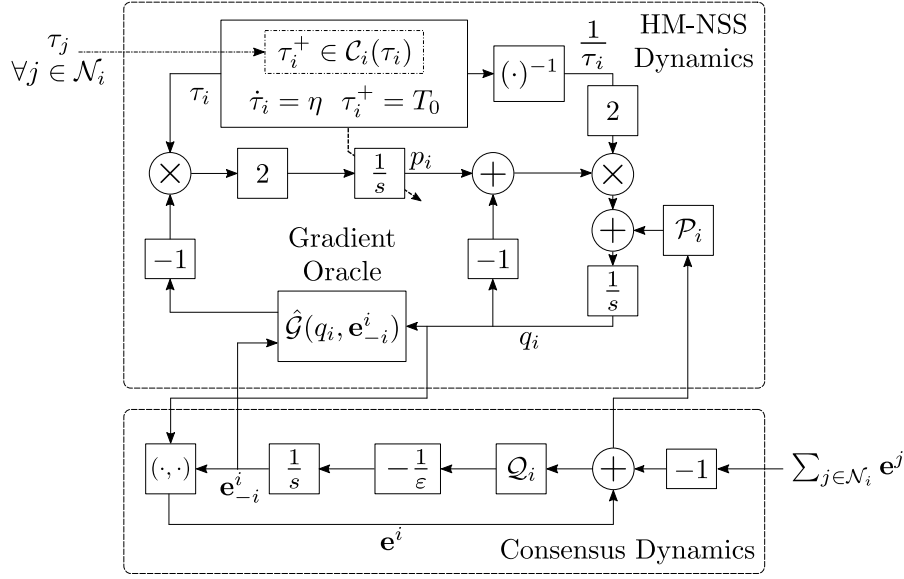 HM-NSS
Dynamics
τ_j
∀j ∈ 𝒩_i
τ_i^+ ∈ 𝒞_i(τ_i)
τ̇_i = η τ_i^+ = T_0
τ_i
(·)^{-1}
1/τ_i
2
×
2
1/s
p_i
+
×
+
𝒫_i
−1
Gradient
Oracle
−1
1/s
𝒢̂(q_i, 𝐞^i_{-i})
q_i
(·,·)
𝐞^i_{-i}
1/s
−1/ε
𝒬_i
+
−1
∑_{j∈𝒩_i} 𝐞^j
𝐞^i
Consensus Dynamics